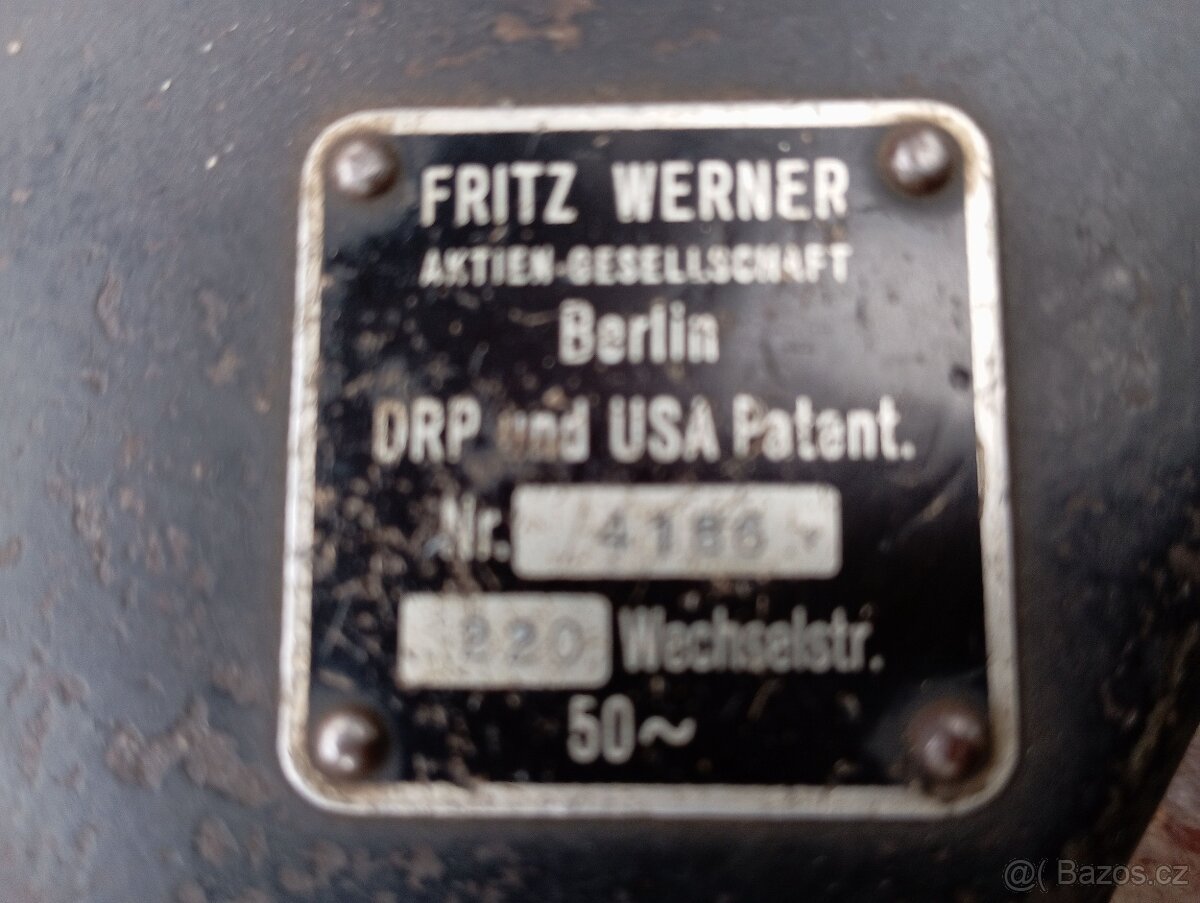 FRITZ WERNER
AKTIEN-GESELLSCHAFT
Berlin
DRP und USA Patent.
Nr. 4186
220 Wechselstr.
50~
@( Bazos.cz